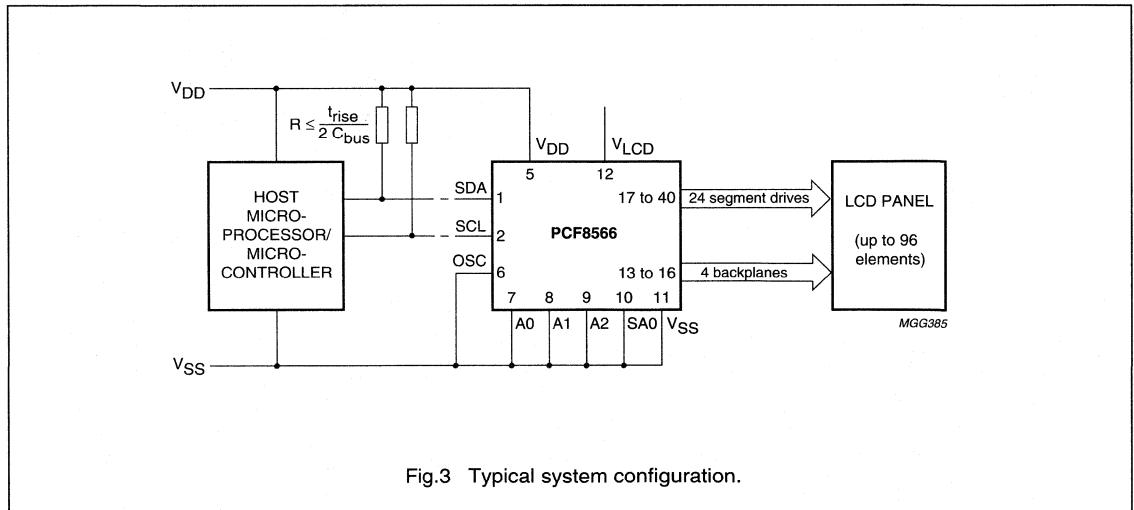 VDD
R ≤ trise
2 Cbus
VDD
VLCD
5
12
HOST
MICRO-
PROCESSOR/
MICRO-
CONTROLLER
SDA
1
17 to 40
24 segment drives
LCD PANEL
SCL
2
PCF8566
(up to 96
elements)
OSC
6
13 to 16
4 backplanes
7
8
9
10
11
A0
A1
A2
SA0
VSS
MGG385
VSS
Fig.3 Typical system configuration.